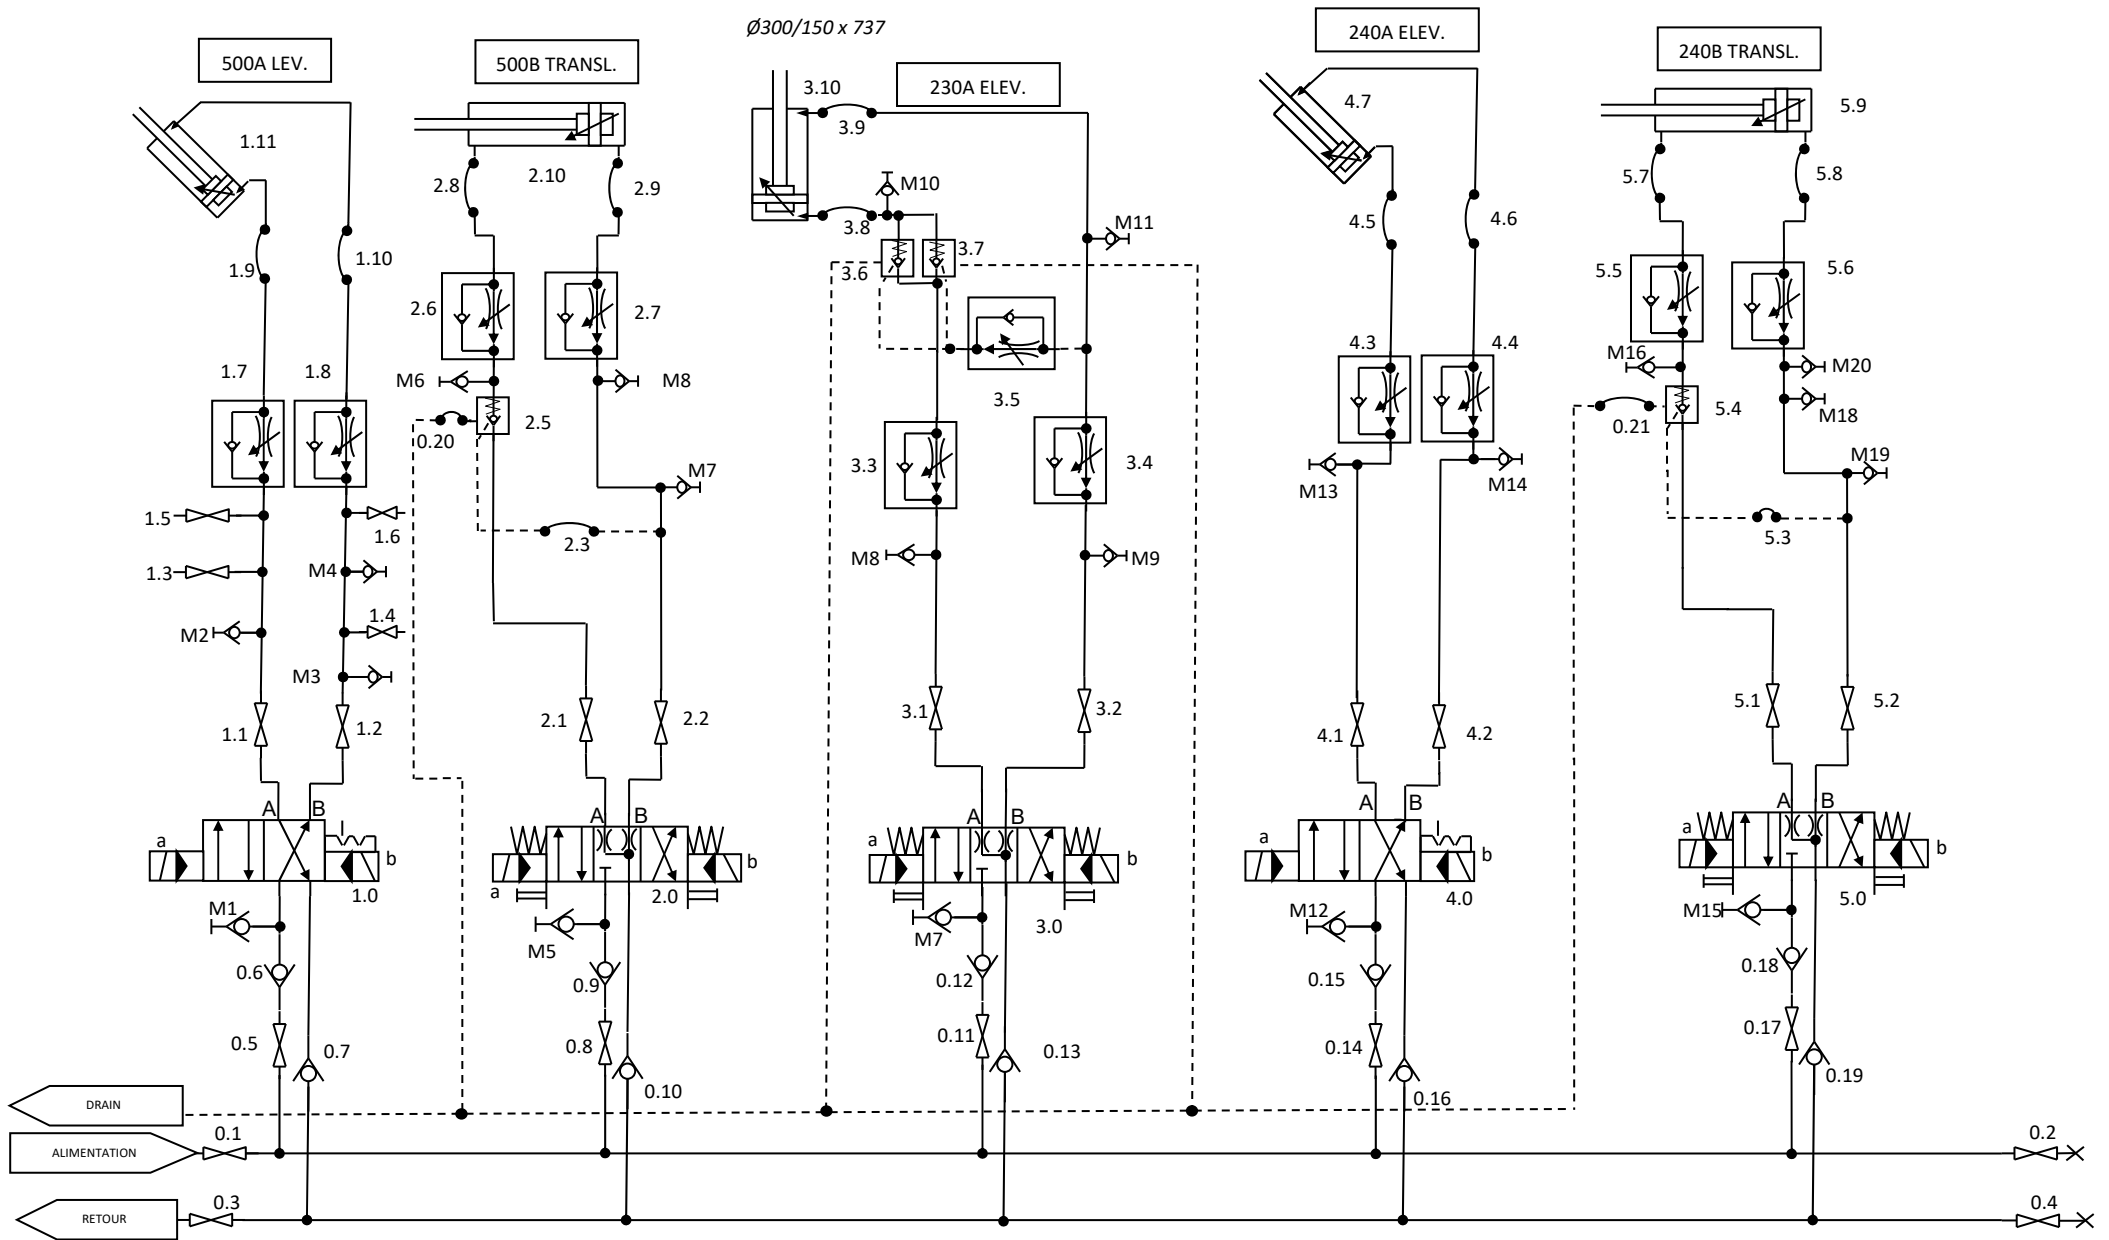 Ø300/150 x 737
500A LEV.
500B TRANSL.
230A ELEV.
240A ELEV.
240B TRANSL.
1.11
1.9
1.10
1.7
1.8
1.5
1.6
1.3
M4
M2
1.4
M3
1.1
1.2
A
B
a
b
1.0
M1
0.6
0.5
0.7
2.8
2.10
2.9
2.6
2.7
M6
M8
0.20
2.5
M7
2.3
2.1
2.2
A
B
a
b
2.0
M5
0.9
0.8
0.10
3.10
3.9
M10
3.8
M11
3.6
3.7
3.5
3.3
3.4
M8
M9
3.1
3.2
A
B
a
b
3.0
M7
0.12
0.11
0.13
4.7
4.5
4.6
4.3
4.4
M13
M14
4.1
4.2
A
B
a
b
4.0
M12
0.15
0.14
0.16
5.9
5.7
5.8
5.5
5.6
M16
M20
0.21
5.4
M18
M19
5.3
5.1
5.2
A
B
a
b
5.0
M15
0.18
0.17
0.19
DRAIN
ALIMENTATION
0.1
0.2
RETOUR
0.3
0.4